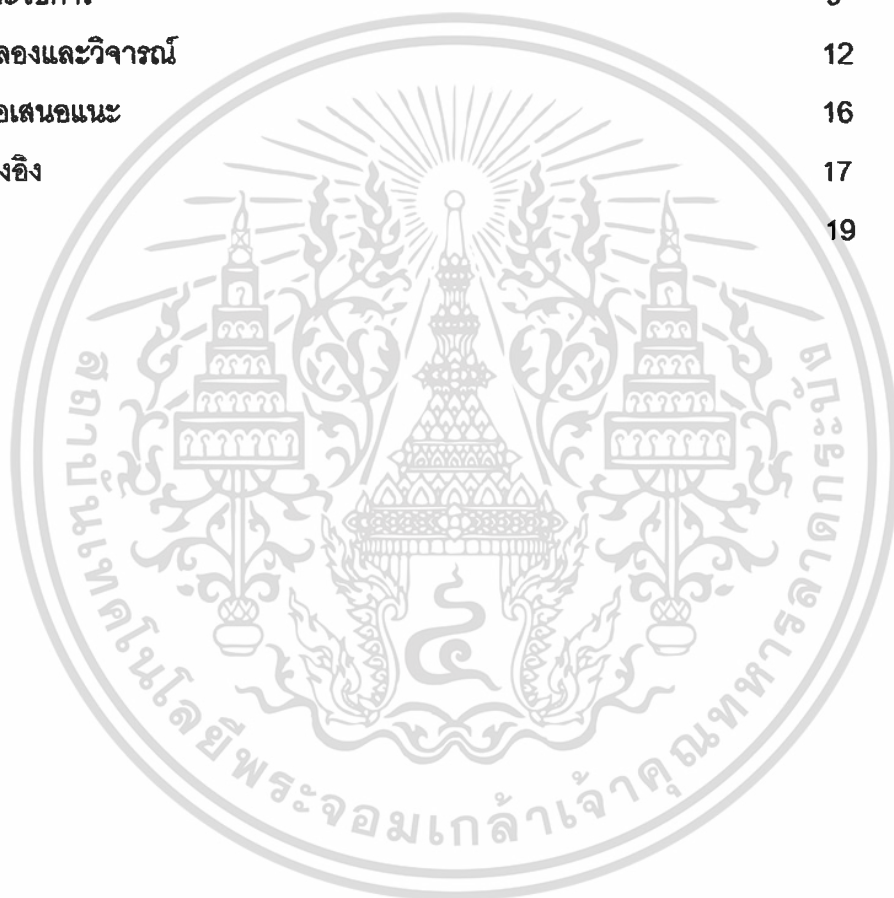 ลองและวิจารณ์ 12
อเสนอแนะ 16
งอิง 17
19
สถาบันเทคโนโลยีพระจอมเกล้าเจ้าคุณทหารลาดกระบัง
๔